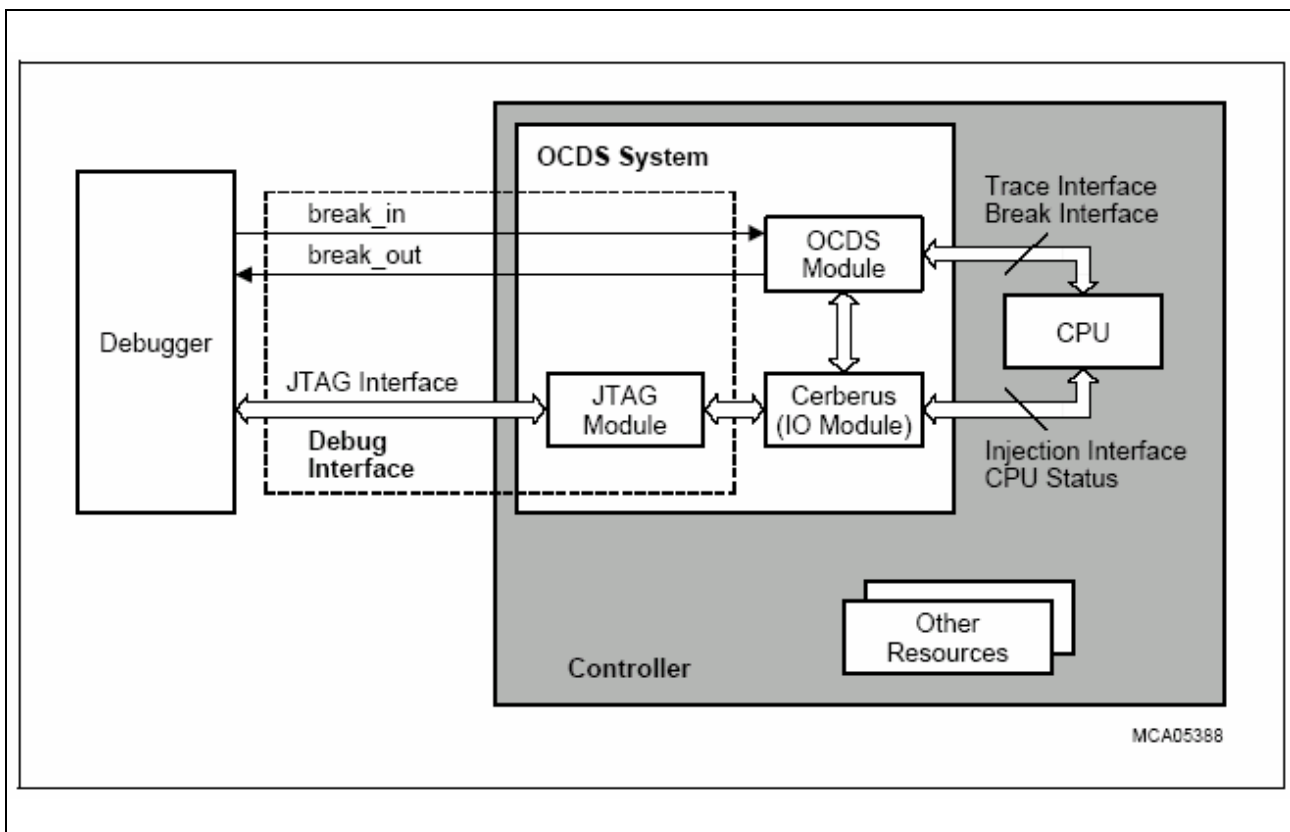 OCDS System
Trace Interface
Break Interface
break_in
OCDS
Module
break_out
CPU
Debugger
JTAG Interface
JTAG
Module
Cerberus
(IO Module)
Debug
Interface
Injection Interface
CPU Status
Other
Resources
Controller
MCA05388